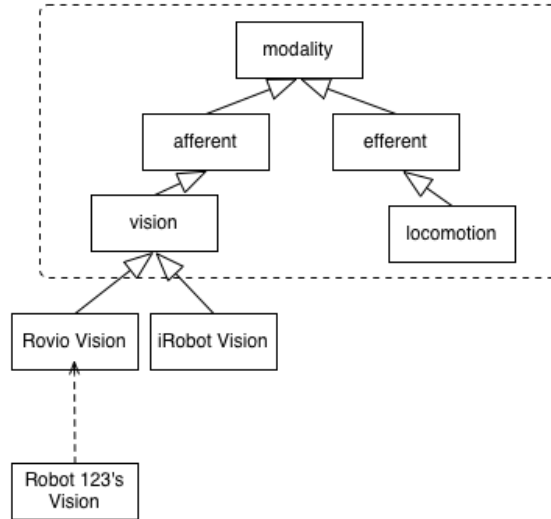 modality
afferent
efferent
vision
locomotion
Rovio Vision
iRobot Vision
Robot 123's
Vision